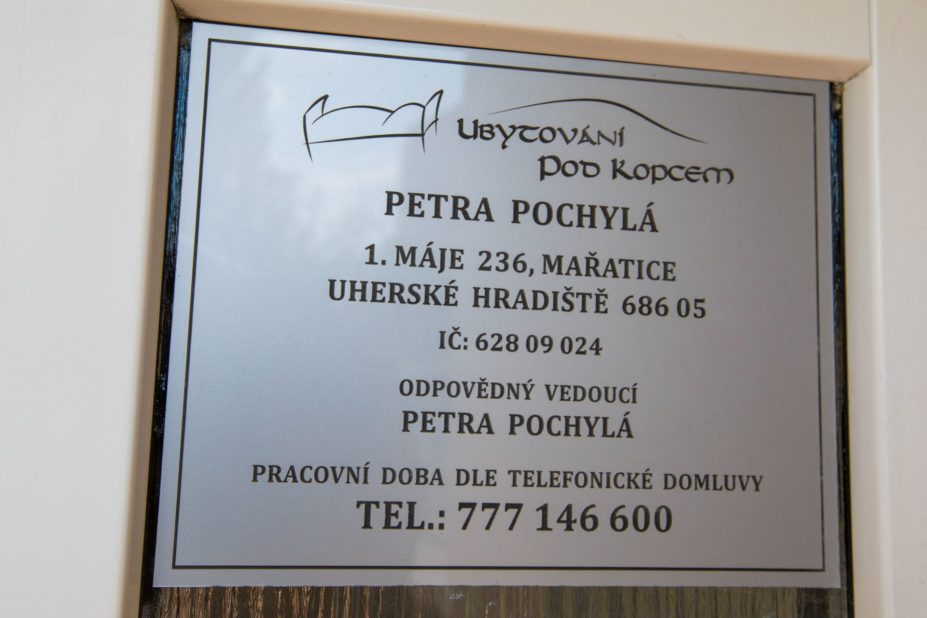 Ubytování
Pod Kopcem
PETRA POCHYLÁ
1. MÁJE 236, MAŘATICE
UHERSKÉ HRADIŠTĚ 686 05
IČ: 628 09 024
ODPOVĚDNÝ VEDOUCÍ
PETRA POCHYLÁ
PRACOVNÍ DOBA DLE TELEFONICKÉ DOMLUVY
TEL.: 777 146 600